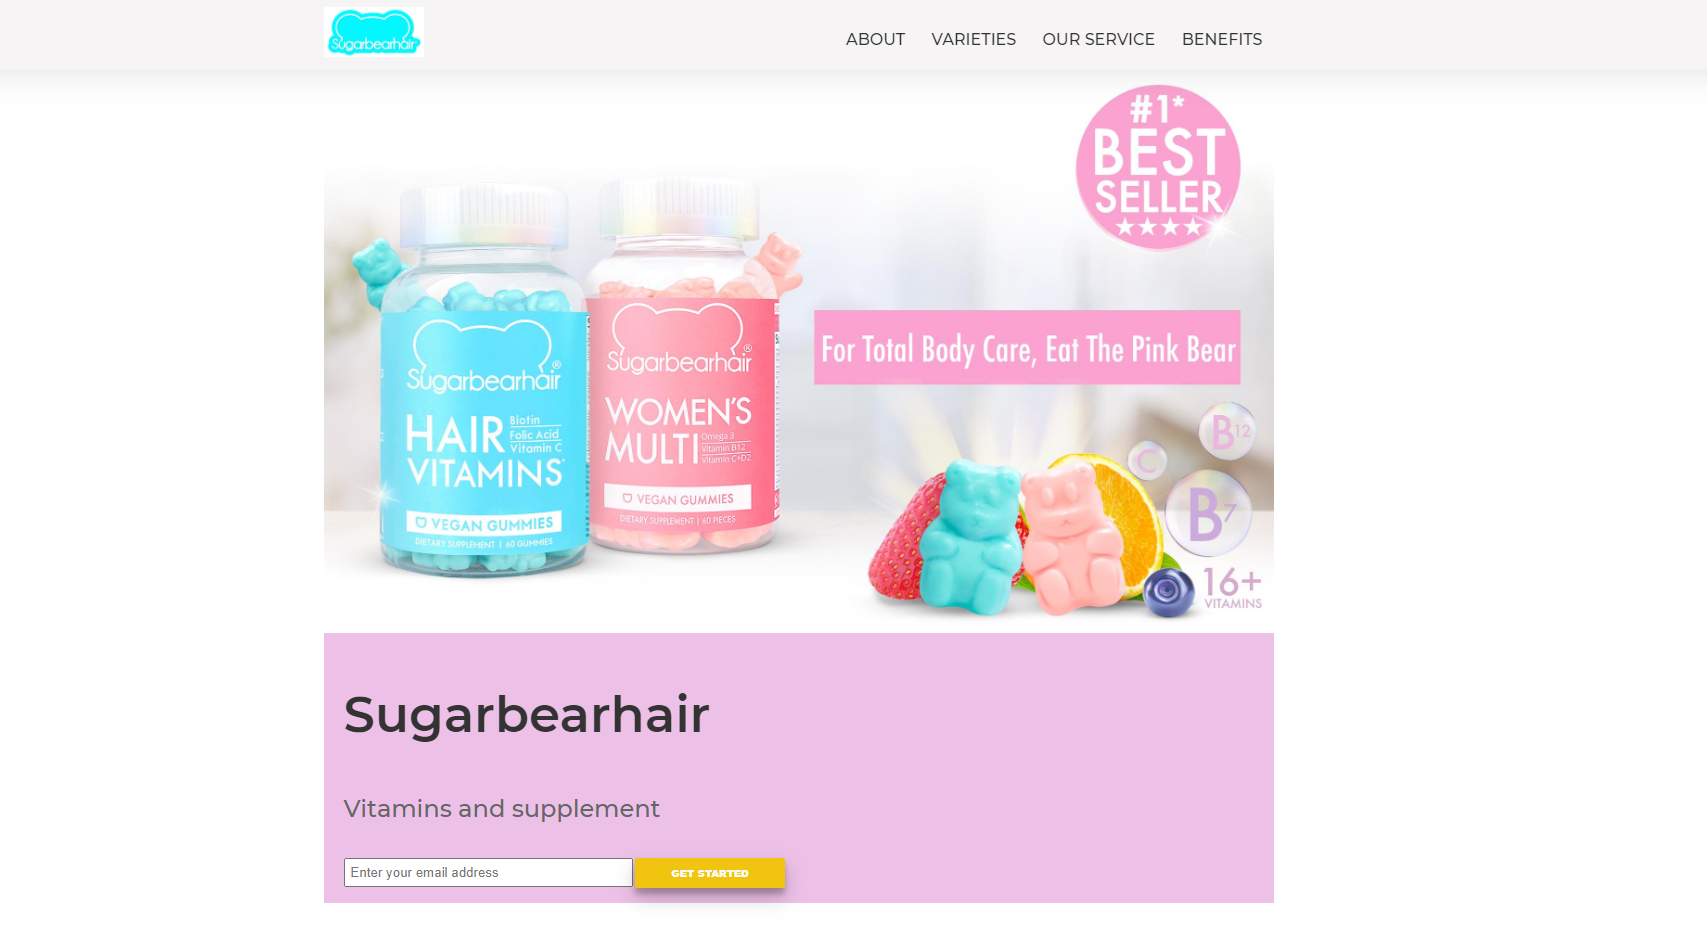 Sugarbearhair
ABOUT
VARIETIES
OUR SERVICE
BENEFITS
#1*
BEST
SELLER
Sugarbearhair®
HAIR
Biotin
Folic Acid
Vitamin C
VITAMINS*
VEGAN GUMMIES
DIETARY SUPPLEMENT | 60 GUMMIES
Sugarbearhair®
WOMEN'S
MULTI
Omega 3
Vitamin B12
Vitamin C+D2
VEGAN GUMMIES
DIETARY SUPPLEMENT | 60 PIECES
For Total Body Care, Eat The Pink Bear
B12
C
B7
16+
VITAMINS
Sugarbearhair
Vitamins and supplement
Enter your email address
GET STARTED